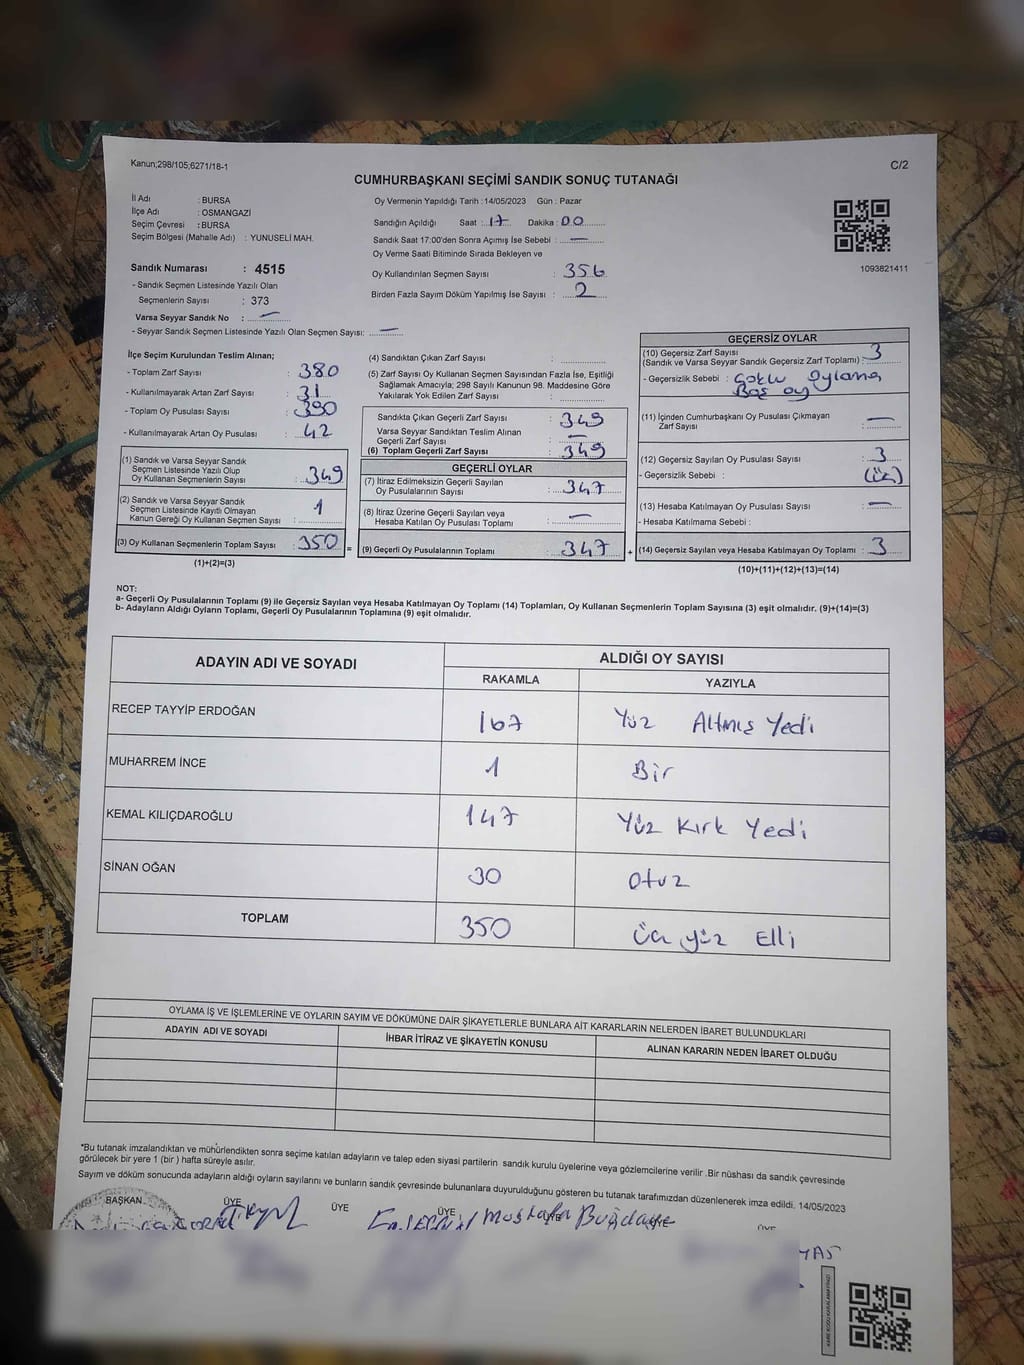 Kanun;298/105;6271/18-1
C/2
CUMHURBAŞKANI SEÇİMİ SANDIK SONUÇ TUTANAĞI
İl Adı : BURSA
İlçe Adı : OSMANGAZİ
Seçim Çevresi : BURSA
Seçim Bölgesi (Mahalle Adı) : YUNUSELİ MAH.
Sandık Numarası : 4515
- Sandık Seçmen Listesinde Yazılı Olan
Seçmenlerin Sayısı : 373
Varsa Seyyar Sandık No : —
- Seyyar Sandık Seçmen Listesinde Yazılı Olan Seçmen Sayısı: —
Oy Vermenin Yapıldığı Tarih :14/05/2023 Gün : Pazar
Sandığın Açıldığı Saat : 17 Dakika : 00
Sandık Saat 17:00'den Sonra Açımış İse Sebebi : —
Oy Verme Saati Bitiminde Sırada Bekleyen ve
Oy Kullandırılan Seçmen Sayısı : 356
Birden Fazla Sayım Döküm Yapılmış İse Sayısı : 2
1093821411
İlçe Seçim Kurulundan Teslim Alınan;
- Toplam Zarf Sayısı : 380
- Kullanılmayarak Artan Zarf Sayısı : 31
- Toplam Oy Pusulası Sayısı : 390
- Kullanılmayarak Artan Oy Pusulası : 42
(1) Sandık ve Varsa Seyyar Sandık
Seçmen Listesinde Yazılı Olup
Oy Kullanan Seçmen Sayısı : 349
(2) Sandık ve Varsa Seyyar Sandık
Seçmen Listesinde Kayıtlı Olmayan
Kanun Gereği Oy Kullanan Seçmen Sayısı : 1
(3) Oy Kullanan Seçmenlerin Toplam Sayısı : 350 =
(1)+(2)=(3)
(4) Sandıktan Çıkan Zarf Sayısı :
(5) Zarf Sayısı Oy Kullanan Seçmen Sayısından Fazla İse, Eşitliği
Sağlamak Amacıyla; 298 Sayılı Kanunun 98. Maddesine Göre
Yakılarak Yok Edilen Zarf Sayısı :
Sandıkta Çıkan Geçerli Zarf Sayısı : 349
Varsa Seyyar Sandıktan Teslim Alınan
Geçerli Zarf Sayısı : —
(6) Toplam Geçerli Zarf Sayısı : 349
GEÇERLİ OYLAR
(7) İtiraz Edilmeksizin Geçerli Sayılan
Oy Pusulalarının Sayısı : 347
(8) İtiraz Üzerine Geçerli Sayılan veya
Hesaba Katılan Oy Pusulası Toplamı : —
(9) Geçerli Oy Pusulalarının Toplamı : 347 +
GEÇERSİZ OYLAR
(10) Geçersiz Zarf Sayısı
(Sandık ve Varsa Seyyar Sandık Geçersiz Zarf Toplamı) : 3
- Geçersizlik Sebebi : Çoklu oylama
Boş oy
(11) İçinden Cumhurbaşkanı Oy Pusulası Çıkmayan
Zarf Sayısı : —
(12) Geçersiz Sayılan Oy Pusulası Sayısı : 3
- Geçersizlik Sebebi : (üç)
(13) Hesaba Katılmayan Oy Pusulası Sayısı : —
- Hesaba Katılmama Sebebi :
(14) Geçersiz Sayılan veya Hesaba Katılmayan Oy Toplamı : 3
(10)+(11)+(12)+(13)=(14)
NOT:
a- Geçerli Oy Pusulalarının Toplamı (9) ile Geçersiz Sayılan veya Hesaba Katılmayan Oy Toplamı (14) Toplamları, Oy Kullanan Seçmenlerin Toplam Sayısına (3) eşit olmalıdır. (9)+(14)=(3)
b- Adayların Aldığı Oyların Toplamı, Geçerli Oy Pusulalarının Toplamına (9) eşit olmalıdır.
ADAYIN ADI VE SOYADI
ALDIĞI OY SAYISI
RAKAMLA YAZIYLA
RECEP TAYYİP ERDOĞAN 167 Yüz Altmış Yedi
MUHARREM İNCE 1 Bir
KEMAL KILIÇDAROĞLU 147 Yüz Kırk Yedi
SİNAN OĞAN 30 Otuz
TOPLAM 350 üç yüz Elli
OYLAMA İŞ VE İŞLEMLERİNE VE OYLARIN SAYIM VE DÖKÜMÜNE DAİR ŞİKAYETLERLE BUNLARA AİT KARARLARIN NELERDEN İBARET BULUNDUKLARI
ADAYIN ADI VE SOYADI İHBAR İTİRAZ VE ŞİKAYETİN KONUSU ALINAN KARARIN NEDEN İBARET OLDUĞU
*Bu tutanak imzalandıktan ve mühürlendikten sonra seçime katılan adayların ve talep eden siyasi partilerin sandık kurulu üyelerine veya gözlemcilerine verilir .Bir nüshası da sandık çevresinde
görülecek bir yere 1 (bir ) hafta süreyle asılır.
Sayım ve döküm sonucunda adayların aldığı oyların sayılarını ve bunların sandık çevresinde bulunanlara duyurulduğunu gösteren bu tutanak tarafımızdan düzenlenerek imza edildi. 14/05/2023
BAŞKAN ÜYE ÜYE ÜYE ÜYE ÜYE
Mustafa Buğdaye
ÜYE